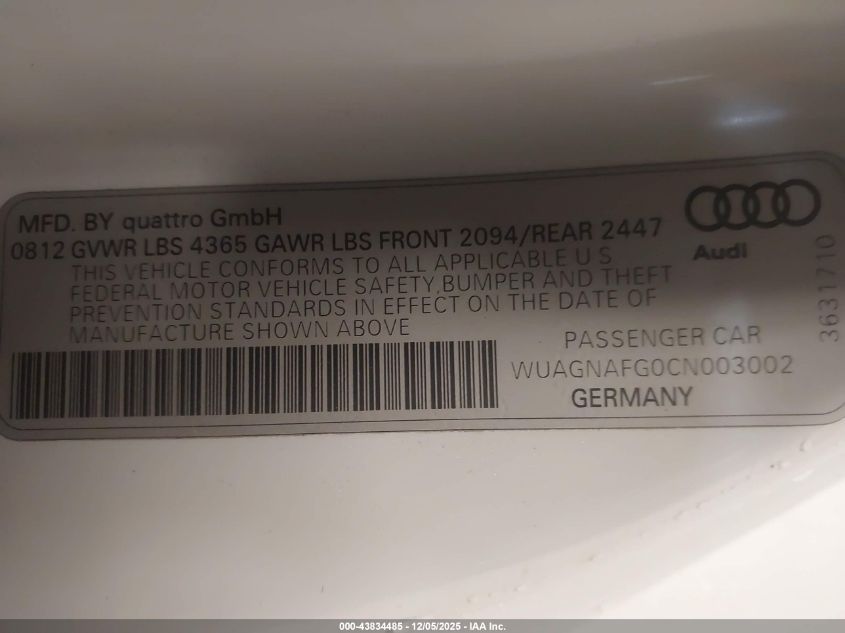 MFD. BY quattro GmbH
0812 GVWR LBS 4365 GAWR LBS FRONT 2094/REAR 2447
THIS VEHICLE CONFORMS TO ALL APPLICABLE U S
FEDERAL MOTOR VEHICLE SAFETY, BUMPER AND THEFT
PREVENTION STANDARDS IN EFFECT ON THE DATE OF
MANUFACTURE SHOWN ABOVE
Audi
PASSENGER CAR
WUAGNAFG0CN003002
GERMANY
3631710
000-43834485 - 12/05/2025 - IAA Inc.